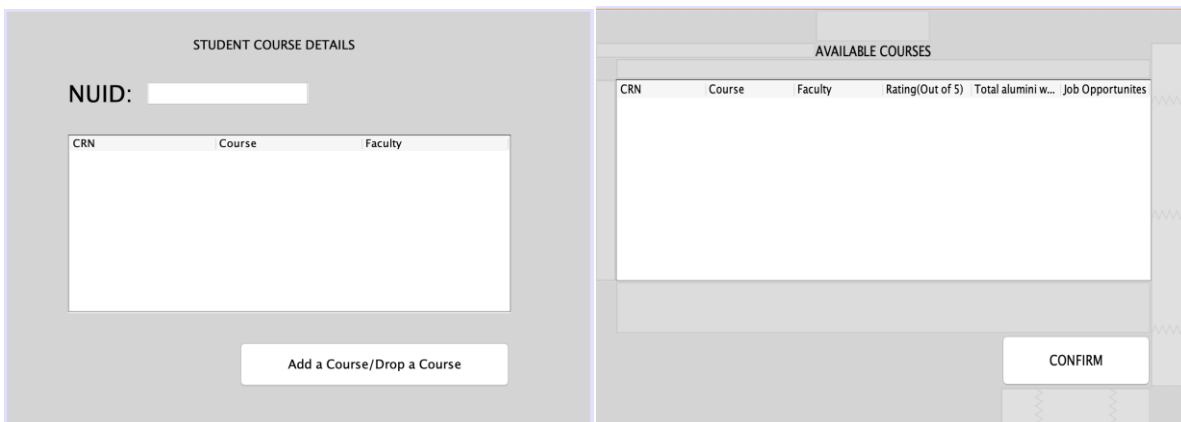 STUDENT COURSE DETAILS
NUID:
CRN Course Faculty
Add a Course/Drop a Course
AVAILABLE COURSES
CRN Course Faculty Rating(Out of 5) Total alumini w... Job Opportunites
CONFIRM